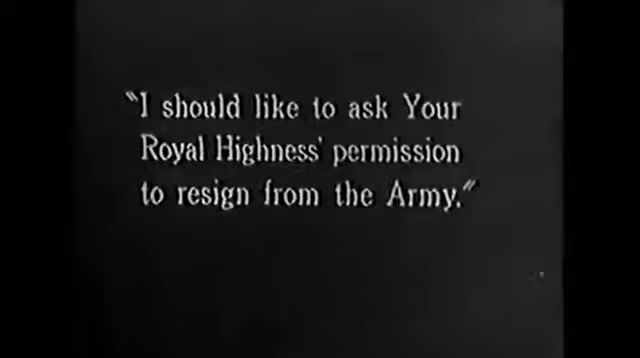 "I should like to ask Your
Royal Highness' permission
to resign from the Army."